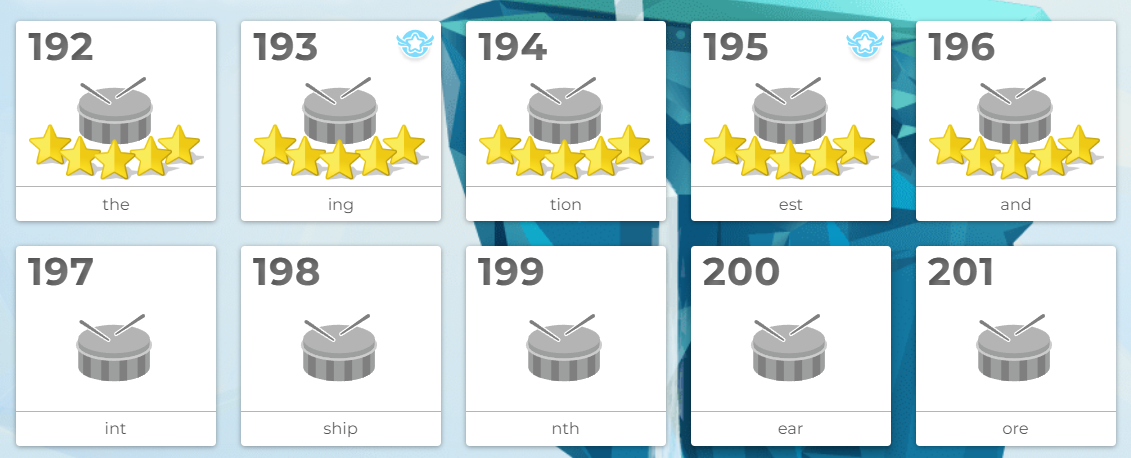 192
193
194
195
196
the
ing
tion
est
and
197
198
199
200
201
int
ship
nth
ear
ore